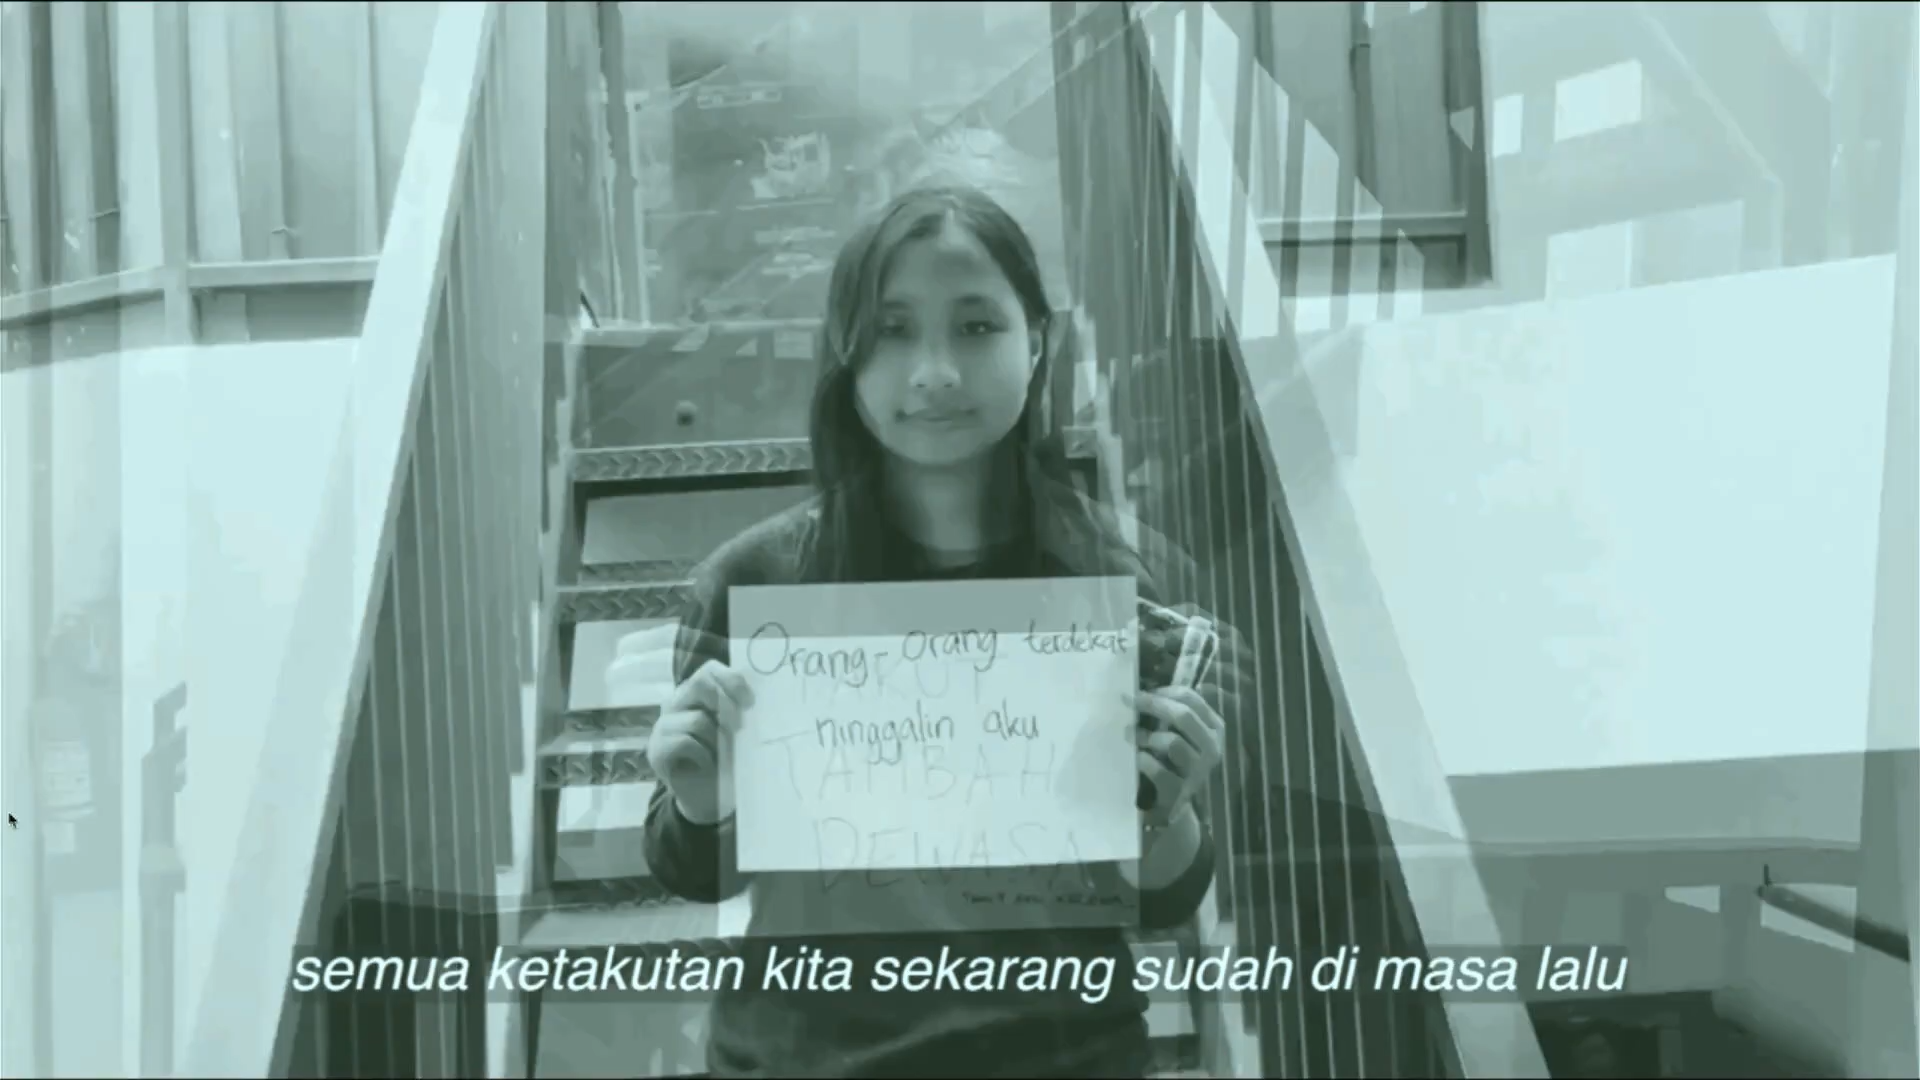 Orang-orang terdekat
ninggalin aku
TAKUT
TAMBAH
DEWASA
semua ketakutan kita sekarang sudah di masa lalu